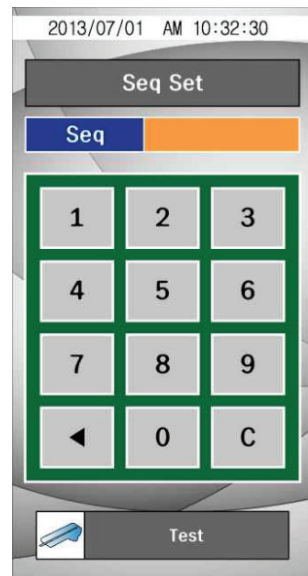 2013/07/01 AM 10:32:30
Seq Set
Seq
1 2 3
4 5 6
7 8 9
◀ 0 C
Test